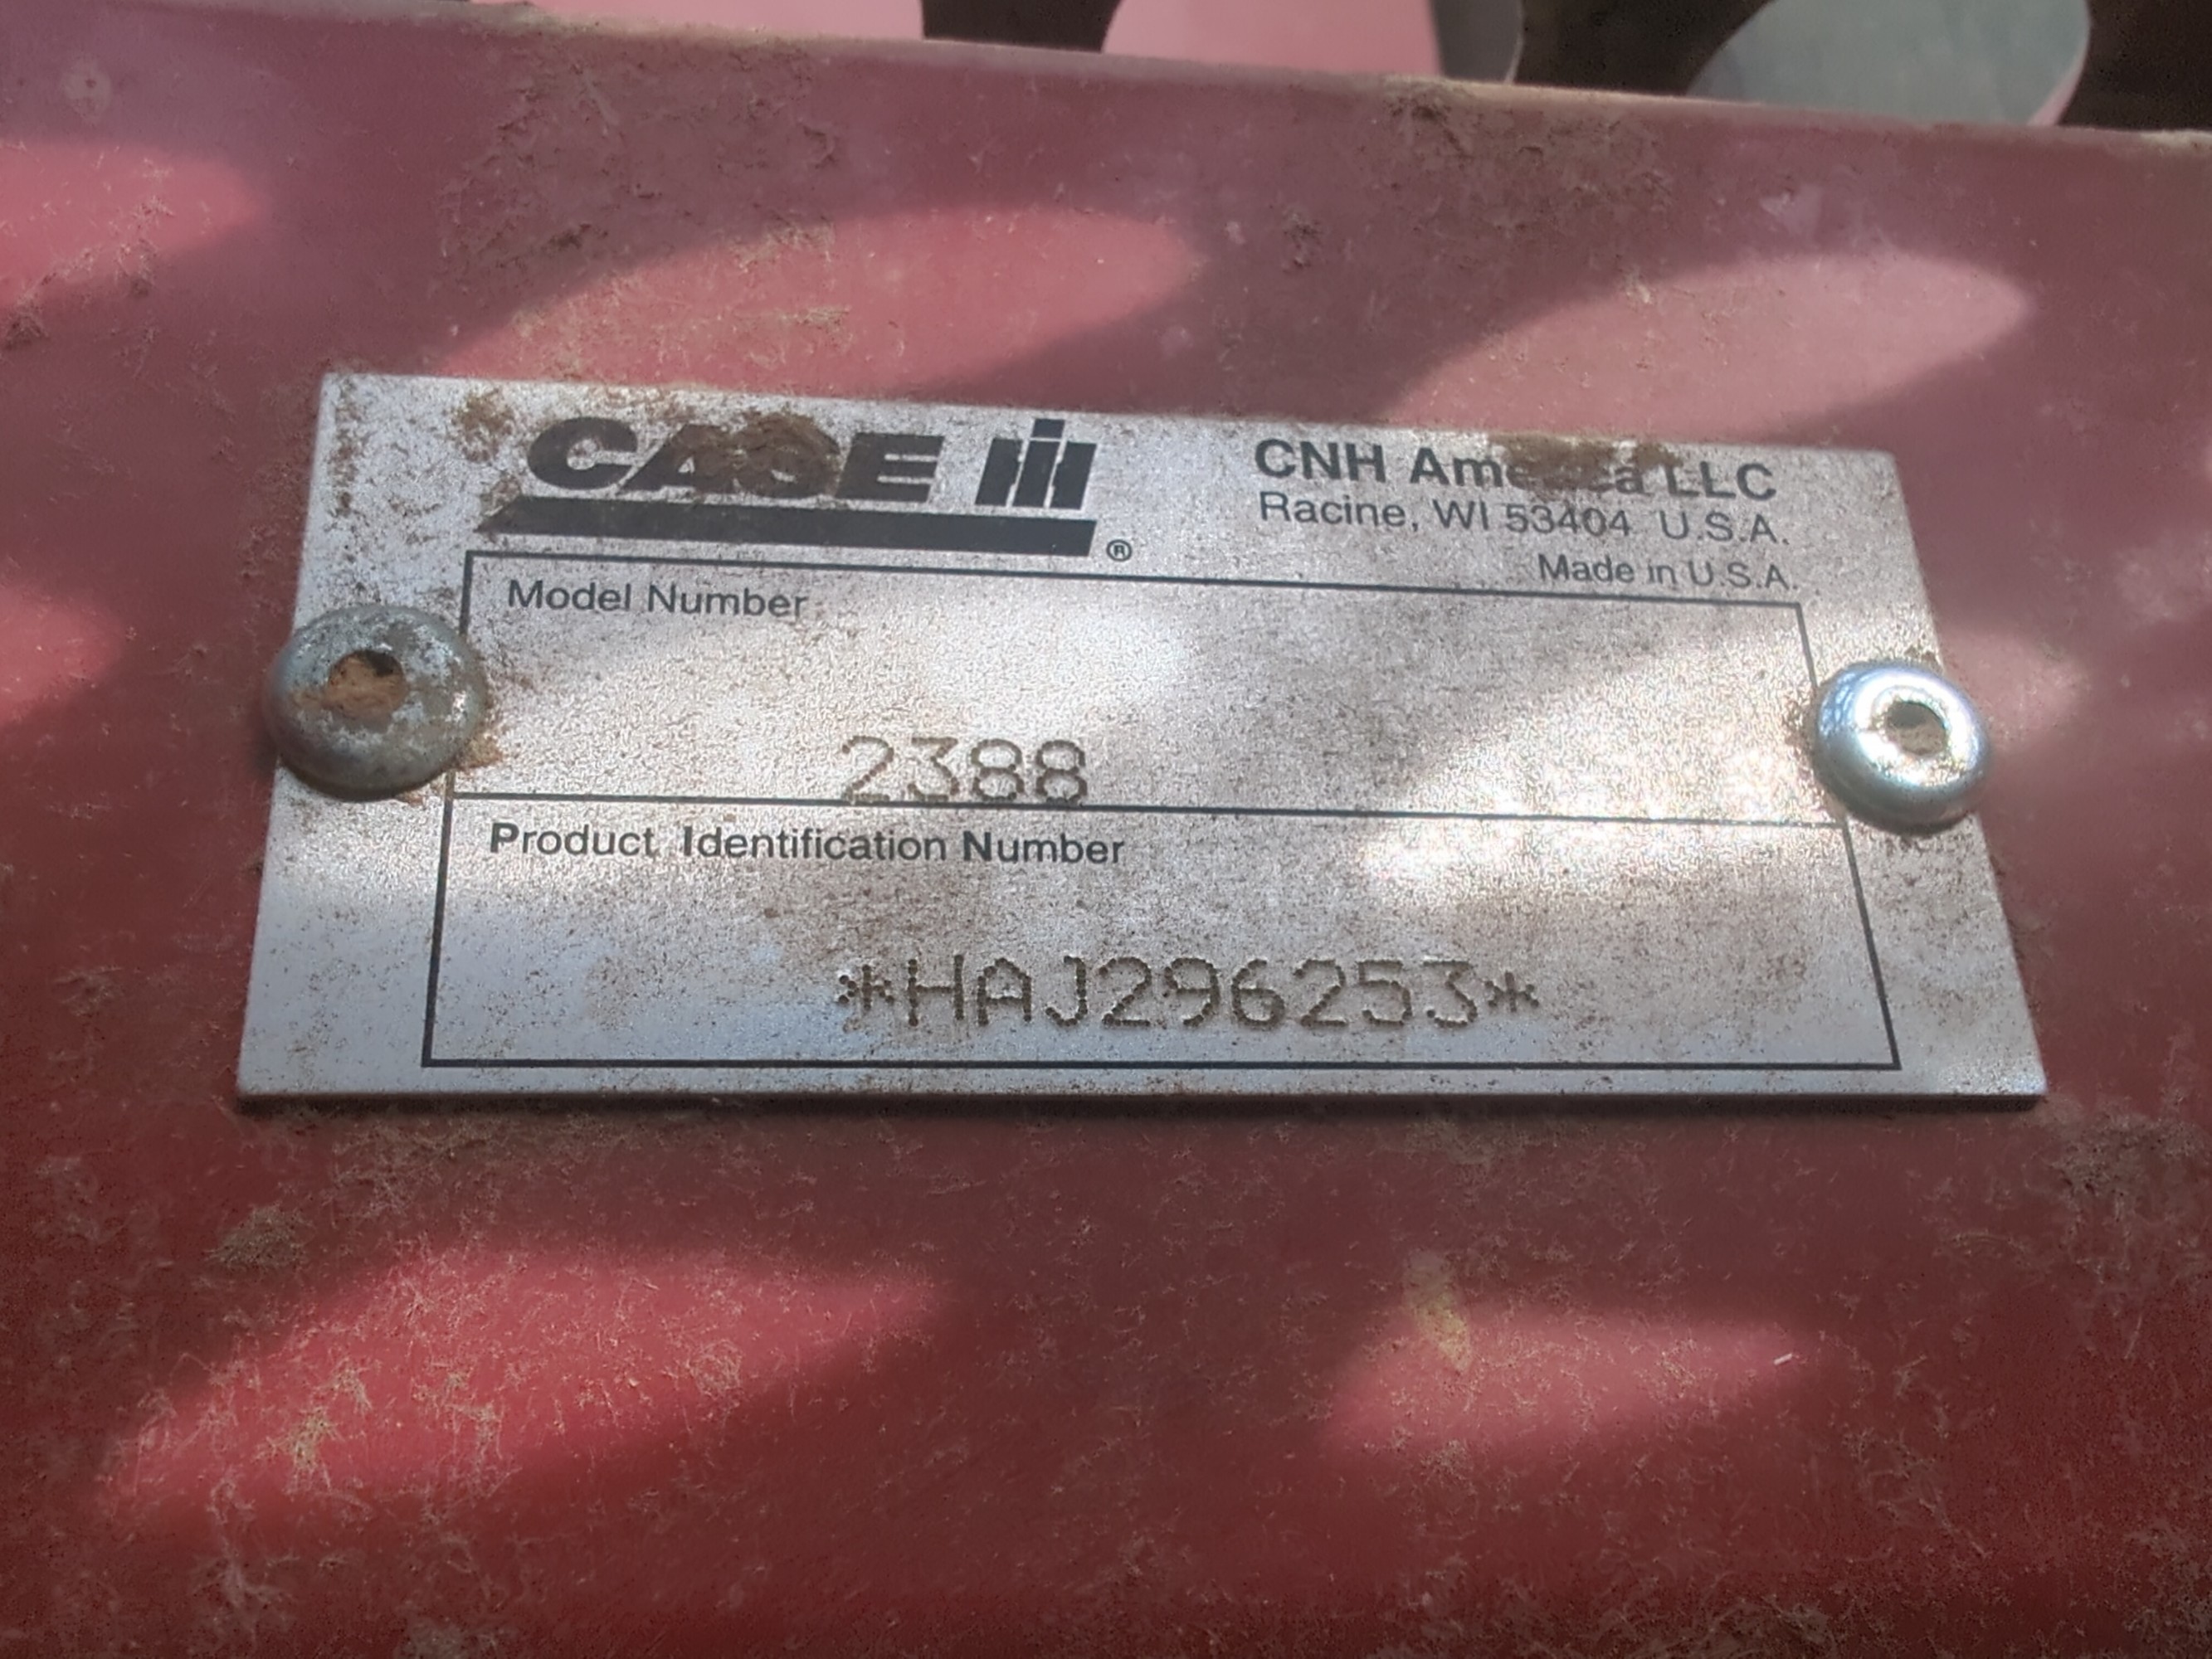 CASE IH ®
CNH America LLC
Racine, WI 53404 U.S.A.
Made in U.S.A.
Model Number
2388
Product Identification Number
*HAJ296253*